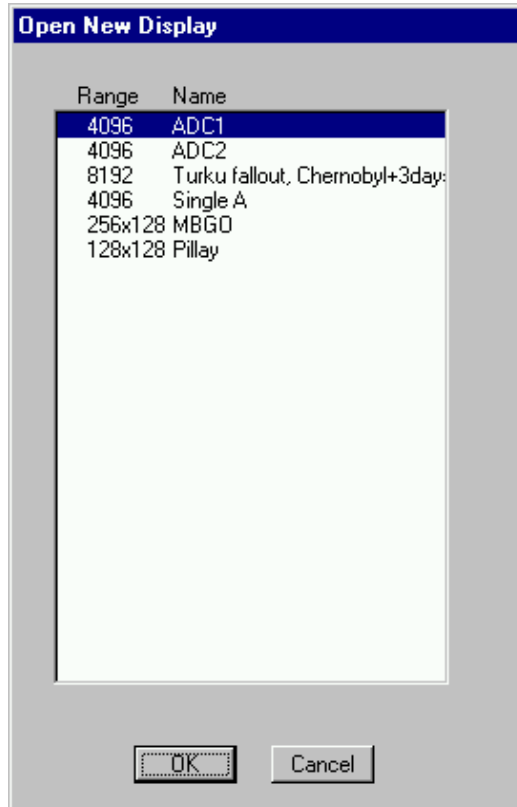 Open New Display
Range Name
4096 ADC1
4096 ADC2
8192 Turku fallout, Chernobyl+3day
4096 Single A
256x128 MBGO
128x128 Pillay
OK Cancel